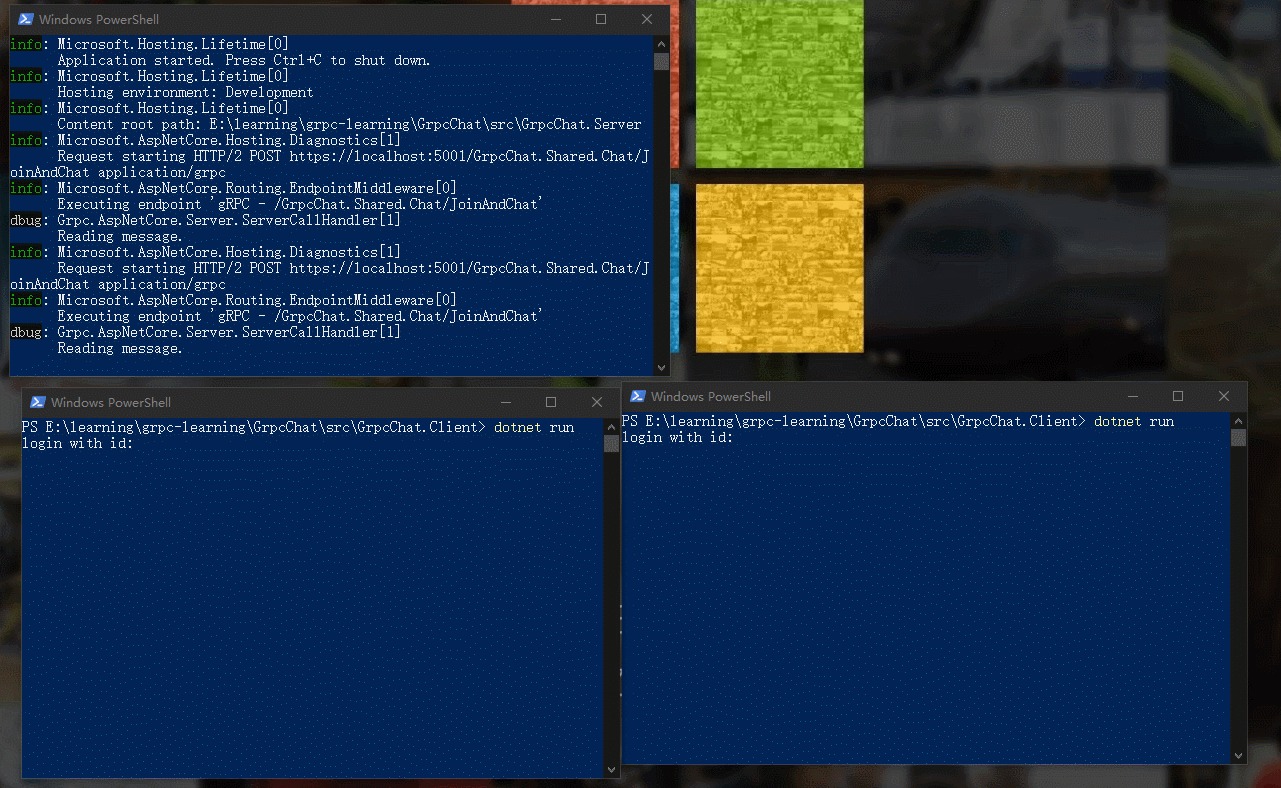 Windows PowerShell
info: Microsoft.Hosting.Lifetime[0]
Application started. Press Ctrl+C to shut down.
info: Microsoft.Hosting.Lifetime[0]
Hosting environment: Development
info: Microsoft.Hosting.Lifetime[0]
Content root path: E:\learning\grpc-learning\GrpcChat\src\GrpcChat.Server
info: Microsoft.AspNetCore.Hosting.Diagnostics[1]
Request starting HTTP/2 POST https://localhost:5001/GrpcChat.Shared.Chat/J
oinAndChat application/grpc
info: Microsoft.AspNetCore.Routing.EndpointMiddleware[0]
Executing endpoint 'gRPC - /GrpcChat.Shared.Chat/JoinAndChat'
dbug: Grpc.AspNetCore.Server.ServerCallHandler[1]
Reading message.
info: Microsoft.AspNetCore.Hosting.Diagnostics[1]
Request starting HTTP/2 POST https://localhost:5001/GrpcChat.Shared.Chat/J
oinAndChat application/grpc
info: Microsoft.AspNetCore.Routing.EndpointMiddleware[0]
Executing endpoint 'gRPC - /GrpcChat.Shared.Chat/JoinAndChat'
dbug: Grpc.AspNetCore.Server.ServerCallHandler[1]
Reading message.
Windows PowerShell
PS E:\learning\grpc-learning\GrpcChat\src\GrpcChat.Client> dotnet run
login with id:
Windows PowerShell
PS E:\learning\grpc-learning\GrpcChat\src\GrpcChat.Client> dotnet run
login with id: